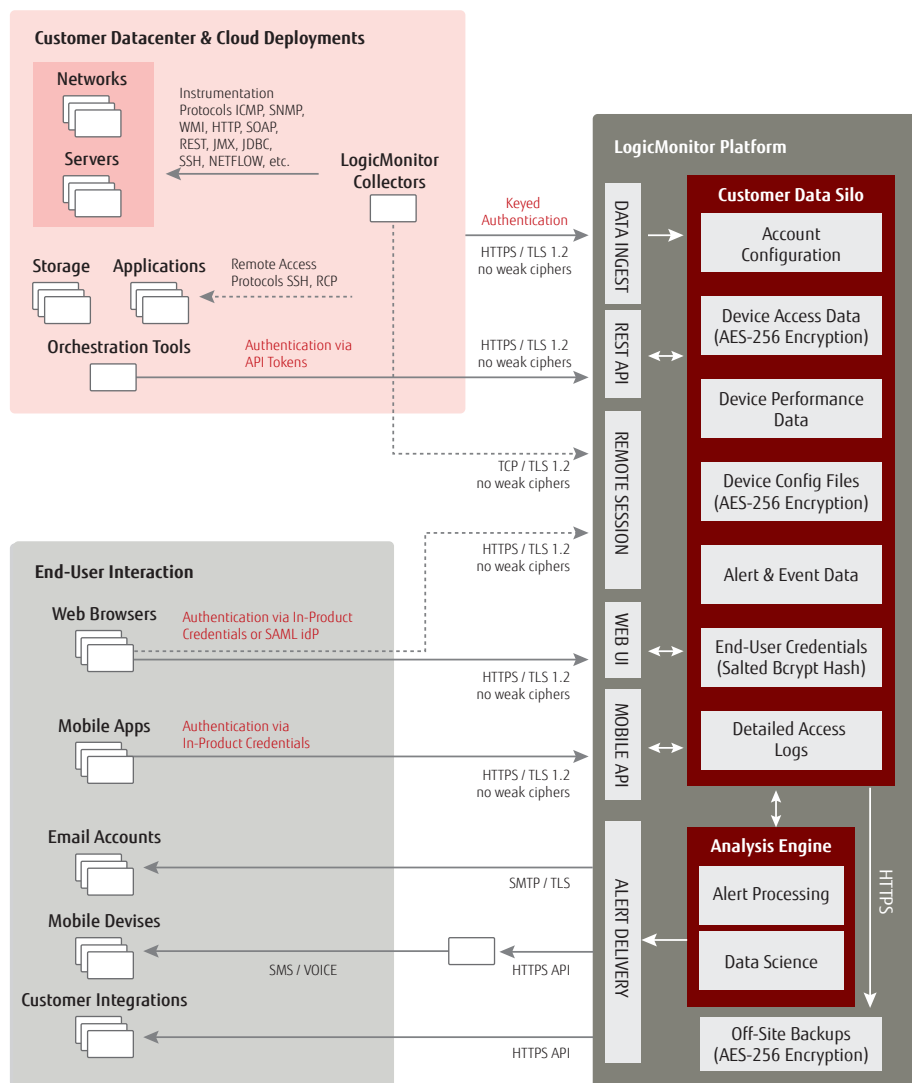 Customer Datacenter & Cloud Deployments
Networks
Servers
Instrumentation
Protocols ICMP, SNMP,
WMI, HTTP, SOAP,
REST, JMX, JDBC,
SSH, NETFLOW, etc.
LogicMonitor
Collectors
Storage
Applications
Remote Access
Protocols SSH, RCP
Orchestration Tools
Authentication via
API Tokens
Keyed
Authentication
HTTPS / TLS 1.2
no weak ciphers
HTTPS / TLS 1.2
no weak ciphers
TCP / TLS 1.2
no weak ciphers
HTTPS / TLS 1.2
no weak ciphers
End-User Interaction
Web Browsers
Authentication via In-Product
Credentials or SAML idP
HTTPS / TLS 1.2
no weak ciphers
Mobile Apps
Authentication via
In-Product Credentials
HTTPS / TLS 1.2
no weak ciphers
Email Accounts
SMTP / TLS
Mobile Devises
SMS / VOICE
HTTPS API
Customer Integrations
HTTPS API
LogicMonitor Platform
DATA INGEST
REST API
REMOTE SESSION
WEB UI
MOBILE API
ALERT DELIVERY
Customer Data Silo
Account
Configuration
Device Access Data
(AES-256 Encryption)
Device Performance
Data
Device Config Files
(AES-256 Encryption)
Alert & Event Data
End-User Credentials
(Salted Bcrypt Hash)
Detailed Access
Logs
Analysis Engine
Alert Processing
Data Science
HTTPS
Off-Site Backups
(AES-256 Encryption)